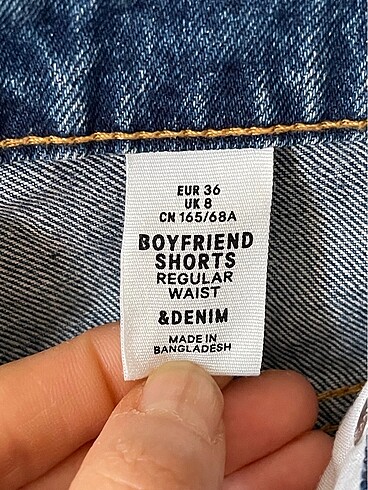 EUR 36
UK 8
CN 165/68A
BOYFRIEND
SHORTS
REGULAR
WAIST
&DENIM
MADE IN
BANGLADESH